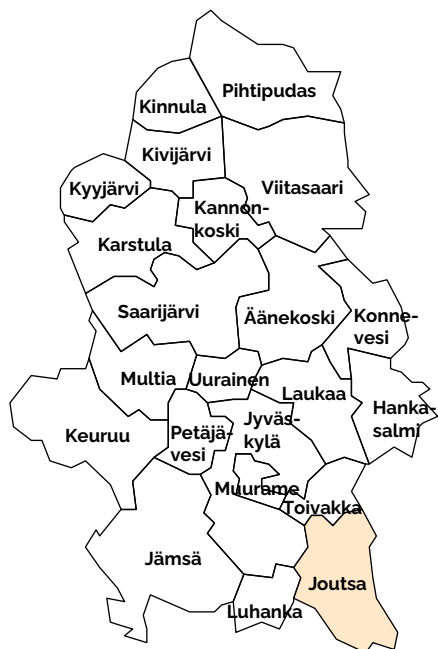 Pihtipudas
Kinnula
Kivijärvi
Kyyjärvi
Viitasaari
Kannon-
koski
Karstula
Saarijärvi
Äänekoski
Konne-
vesi
Multia
Uurainen
Laukaa
Hanka-
salmi
Keuruu
Petäjä-
vesi
Jyväs-
kylä
Muurame
Toivakka
Jämsä
Joutsa
Luhanka